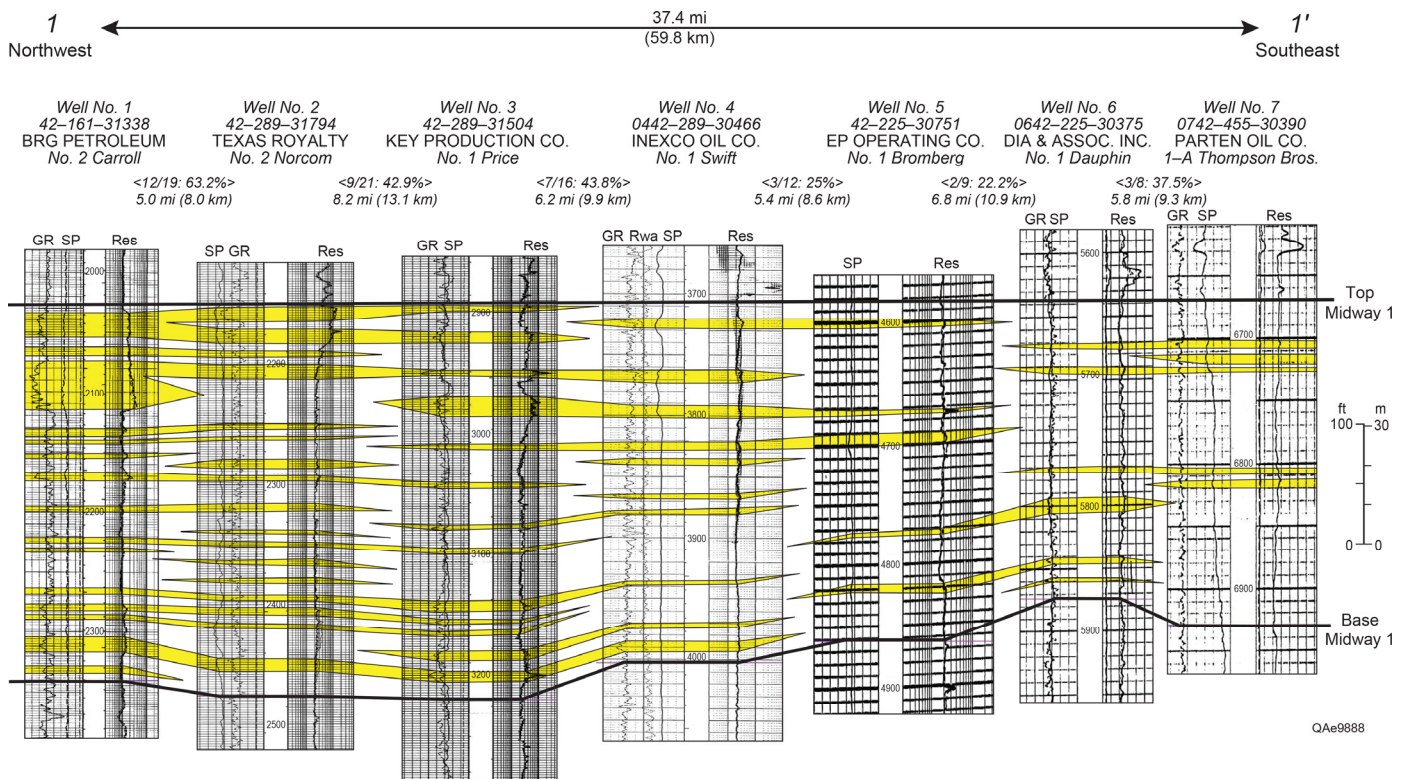 1
Northwest
37.4 mi
(59.8 km)
1'
Southeast
Well No. 1
42–161–31338
BRG PETROLEUM
No. 2 Carroll
Well No. 2
42–289–31794
TEXAS ROYALTY
No. 2 Norcom
Well No. 3
42–289–31504
KEY PRODUCTION CO.
No. 1 Price
Well No. 4
0442–289–30466
INEXCO OIL CO.
No. 1 Swift
Well No. 5
42–225–30751
EP OPERATING CO.
No. 1 Bromberg
Well No. 6
0642–225–30375
DIA & ASSOC. INC.
No. 1 Dauphin
Well No. 7
0742–455–30390
PARTEN OIL CO.
1–A Thompson Bros.
<12/19: 63.2%>
5.0 mi (8.0 km)
<9/21: 42.9%>
8.2 mi (13.1 km)
<7/16: 43.8%>
6.2 mi (9.9 km)
<3/12: 25%>
5.4 mi (8.6 km)
<2/9: 22.2%>
6.8 mi (10.9 km)
<3/8: 37.5%>
5.8 mi (9.3 km)
GR SP Res
2000
2100
2200
2300
SP GR Res
2200
2300
2400
2500
GR SP Res
2900
3000
3100
3200
GR Rwa SP Res
3700
3800
3900
4000
SP Res
4600
4700
4800
4900
GR SP Res
5600
5700
5800
5900
GR SP Res
6700
6800
6900
Top
Midway 1
ft m
100 30
0 0
Base
Midway 1
QAe9888